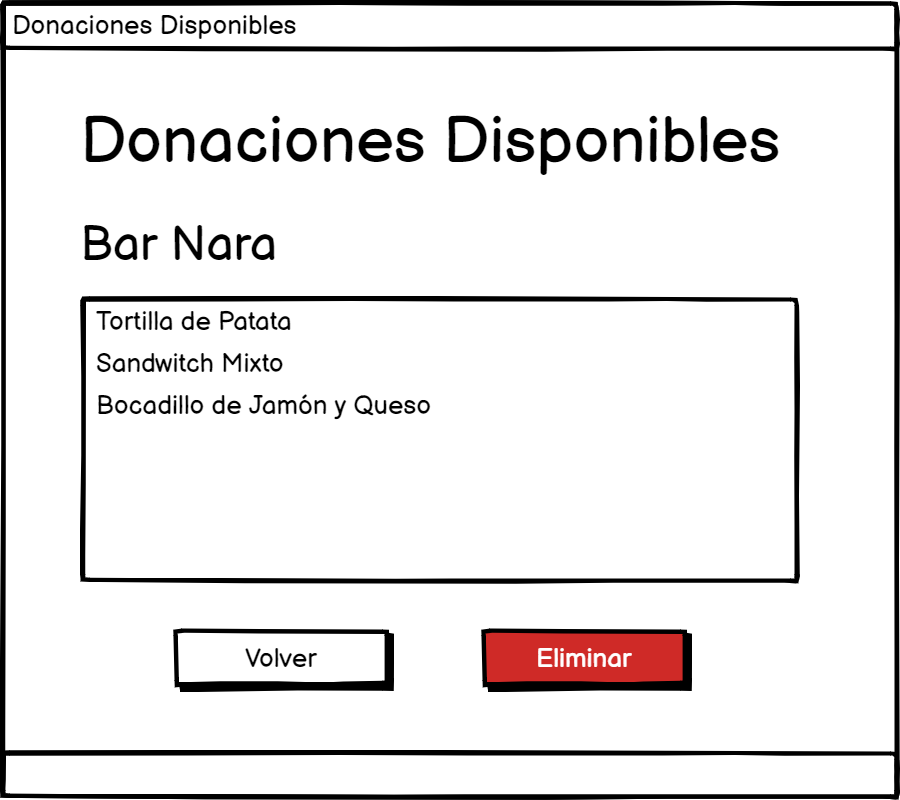 Donaciones Disponibles
Donaciones Disponibles
Bar Nara
Tortilla de Patata
Sandwitch Mixto
Bocadillo de Jamón y Queso
Volver
Eliminar